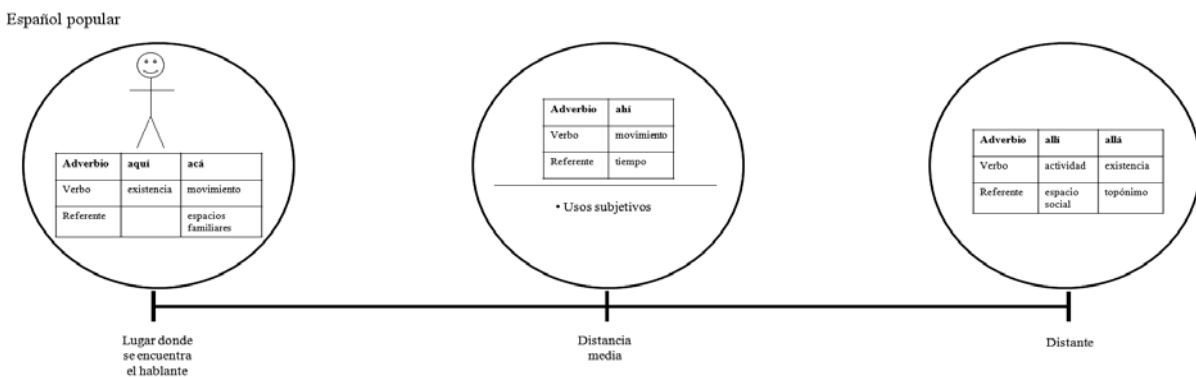 Español popular
Adverbio aquí acá
Verbo existencia movimiento
Referente espacios
familiares
Adverbio ahí
Verbo movimiento
Referente tiempo
• Usos subjetivos
Adverbio allí allá
Verbo actividad existencia
Referente espacio topónimo
social
Lugar donde
se encuentra
el hablante
Distancia
media
Distante